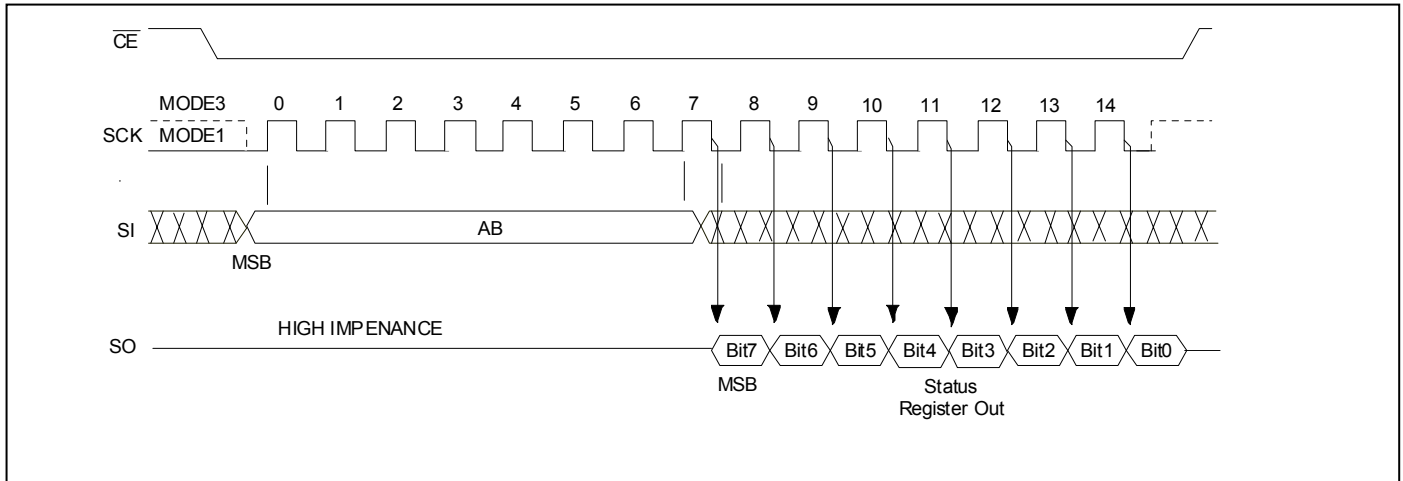 CE
MODE3 0 1 2 3 4 5 6 7 8 9 10 11 12 13 14
SCK MODE1
SI AB
MSB
HIGH IMPENANCE
SO Bit7 Bit6 Bit5 Bit4 Bit3 Bit2 Bit1 Bit0
MSB Status
Register Out